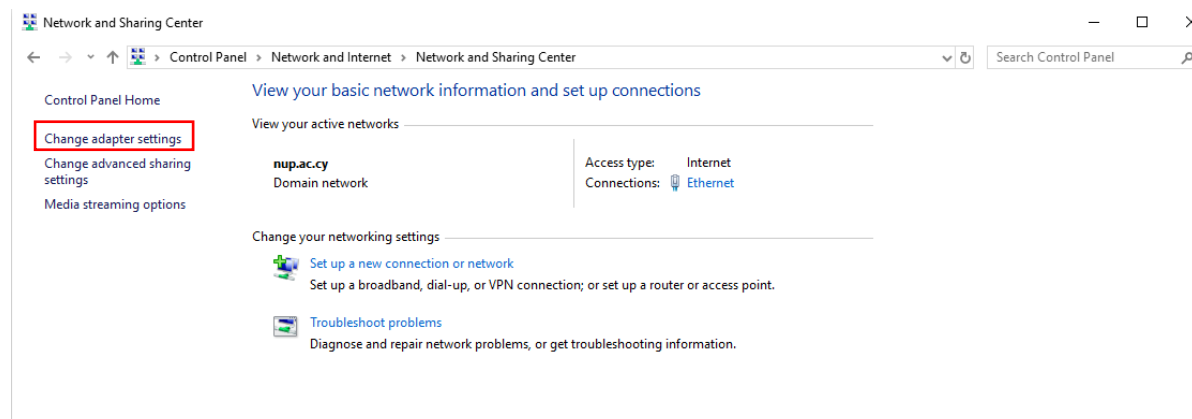 Network and Sharing Center
Control Panel > Network and Internet > Network and Sharing Center
Search Control Panel
Control Panel Home
Change adapter settings
Change advanced sharing
settings
Media streaming options
View your basic network information and set up connections
View your active networks
nup.ac.cy
Domain network
Access type: Internet
Connections: Ethernet
Change your networking settings
Set up a new connection or network
Set up a broadband, dial-up, or VPN connection; or set up a router or access point.
Troubleshoot problems
Diagnose and repair network problems, or get troubleshooting information.